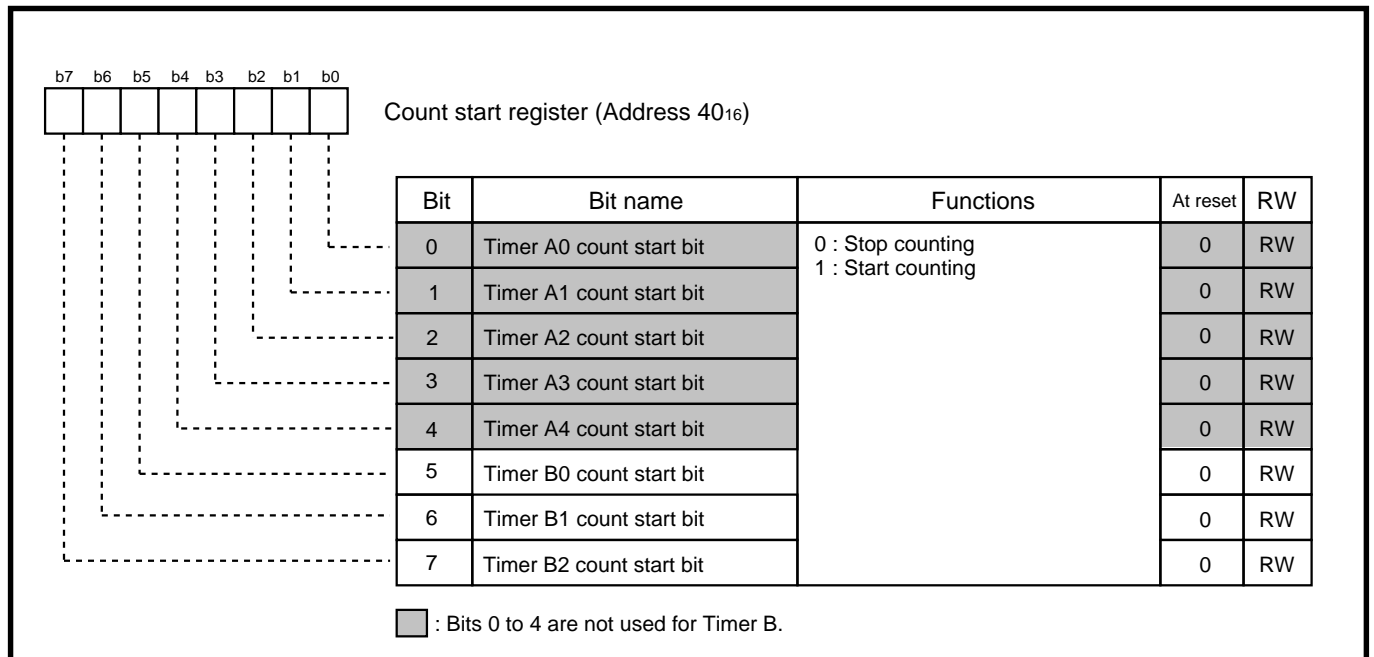 b7 b6 b5 b4 b3 b2 b1 b0
Count start register (Address 40₁₆)
Bit Bit name Functions At reset RW
0 Timer A0 count start bit 0 : Stop counting 0 RW
1 : Start counting
1 Timer A1 count start bit 0 RW
2 Timer A2 count start bit 0 RW
3 Timer A3 count start bit 0 RW
4 Timer A4 count start bit 0 RW
5 Timer B0 count start bit 0 RW
6 Timer B1 count start bit 0 RW
7 Timer B2 count start bit 0 RW
: Bits 0 to 4 are not used for Timer B.